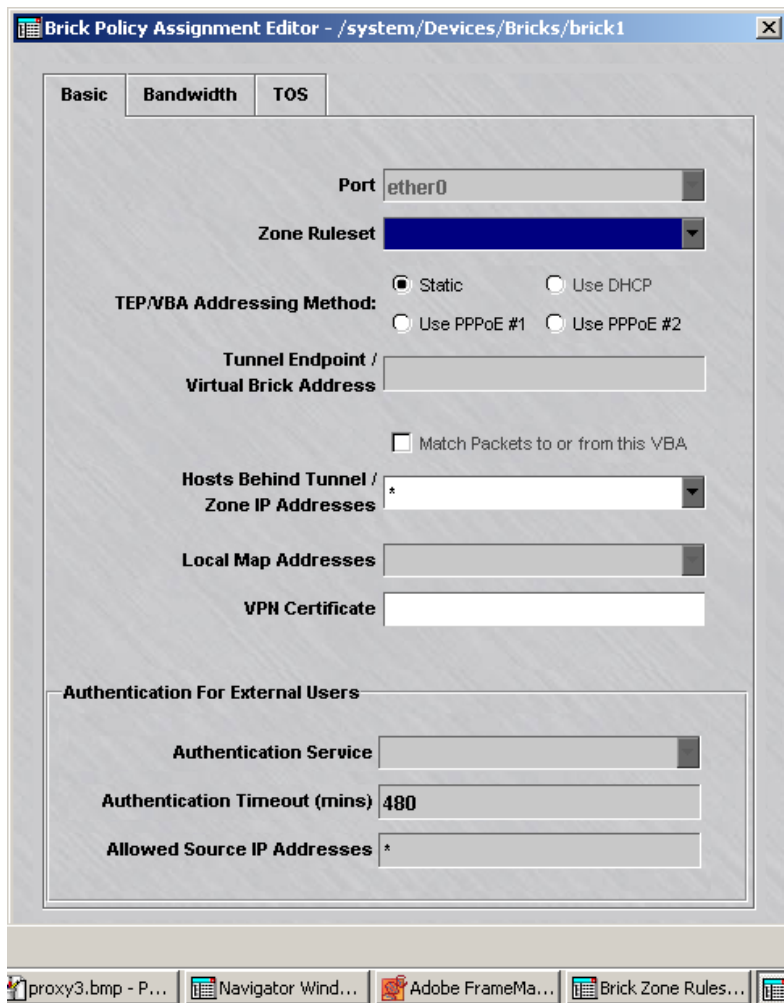 Brick Policy Assignment Editor - /system/Devices/Bricks/brick1
Basic
Bandwidth
TOS
Port
ether0
Zone Ruleset
TEP/VBA Addressing Method:
Static
Use DHCP
Use PPPoE #1
Use PPPoE #2
Tunnel Endpoint /
Virtual Brick Address
Match Packets to or from this VBA
Hosts Behind Tunnel /
Zone IP Addresses
*
Local Map Addresses
VPN Certificate
Authentication For External Users
Authentication Service
Authentication Timeout (mins)
480
Allowed Source IP Addresses
*
proxy3.bmp - P...
Navigator Wind...
Adobe FrameMa...
Brick Zone Rules...